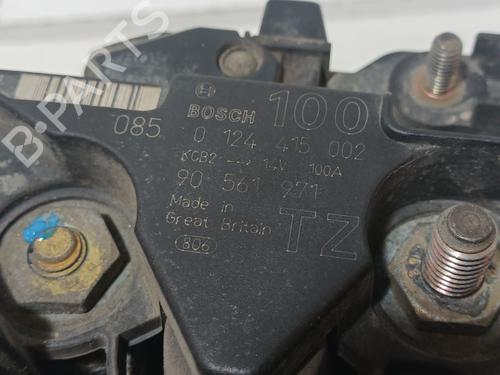 BOSCH 100
085 0 124 415 002
KCB2 14V 100A
90 561 971
Made in
Great Britain TZ
806
B-PARTS